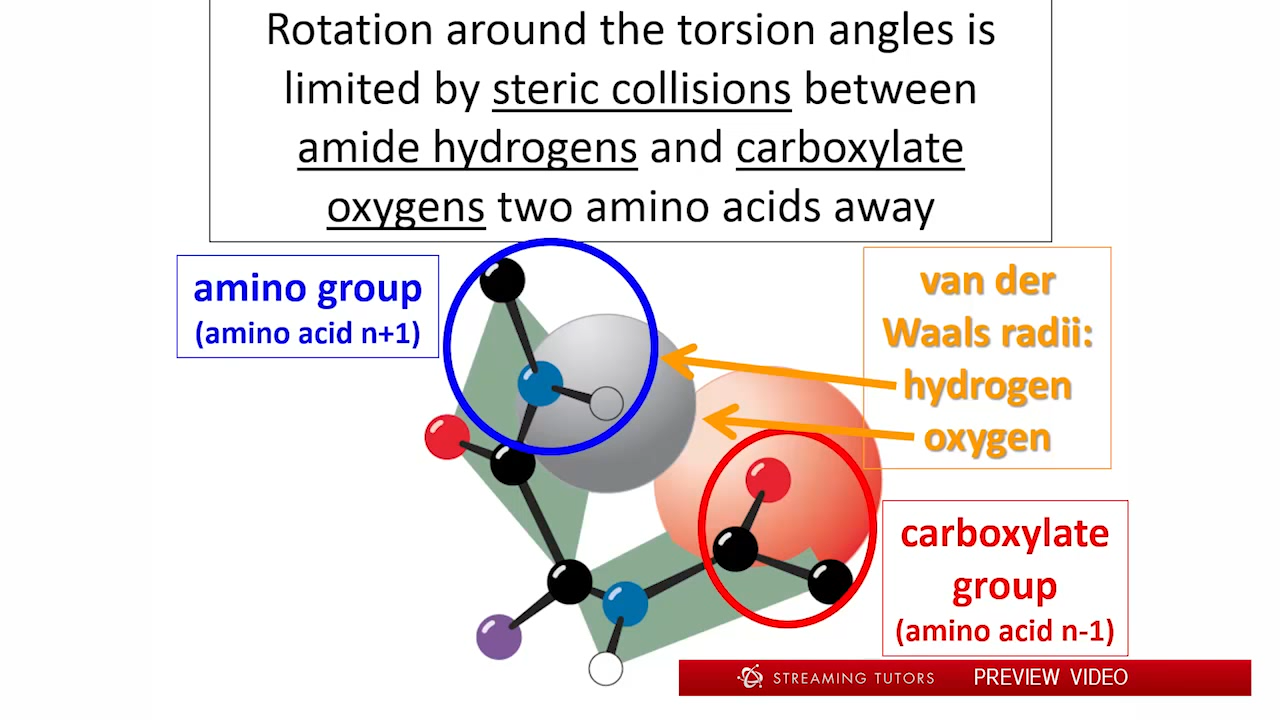 Rotation around the torsion angles is
limited by steric collisions between
amide hydrogens and carboxylate
oxygens two amino acids away
amino group
(amino acid n+1)
van der
Waals radii:
hydrogen
oxygen
carboxylate
group
(amino acid n-1)
STREAMING TUTORS PREVIEW VIDEO